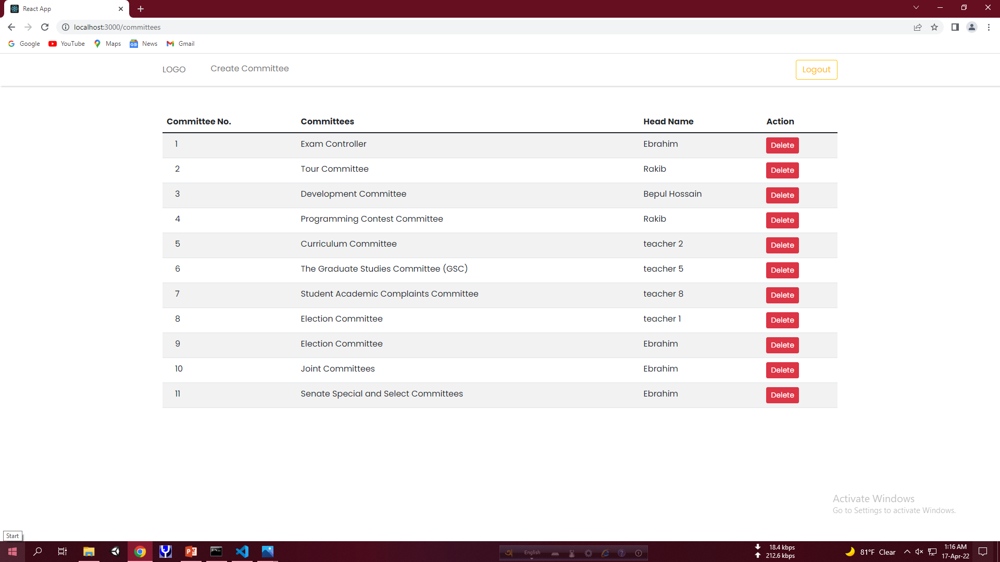 React App
localhost:3000/committees
Google YouTube Maps News Gmail
LOGO Create Committee Logout
Committee No. Committees Head Name Action
1 Exam Controller Ebrahim Delete
2 Tour Committee Rakib Delete
3 Development Committee Bepul Hossain Delete
4 Programming Contest Committee Rakib Delete
5 Curriculum Committee teacher 2 Delete
6 The Graduate Studies Committee (GSC) teacher 5 Delete
7 Student Academic Complaints Committee teacher 8 Delete
8 Election Committee teacher 1 Delete
9 Election Committee Ebrahim Delete
10 Joint Committees Ebrahim Delete
11 Senate Special and Select Committees Ebrahim Delete
Activate Windows
Go to Settings to activate Windows.
Start
English
18.4 kbps
212.6 kbps
81°F Clear
1:16 AM
17-Apr-22